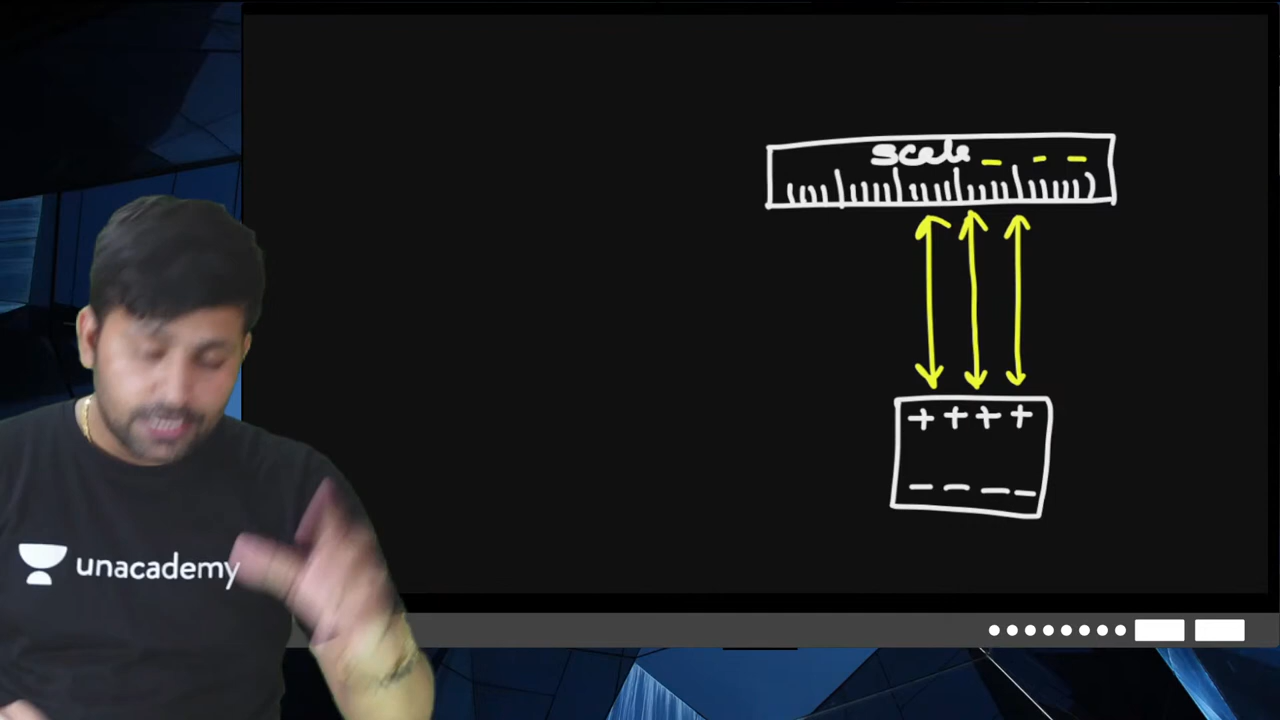 scale - - -
+ + + +
- - - -
unacademy